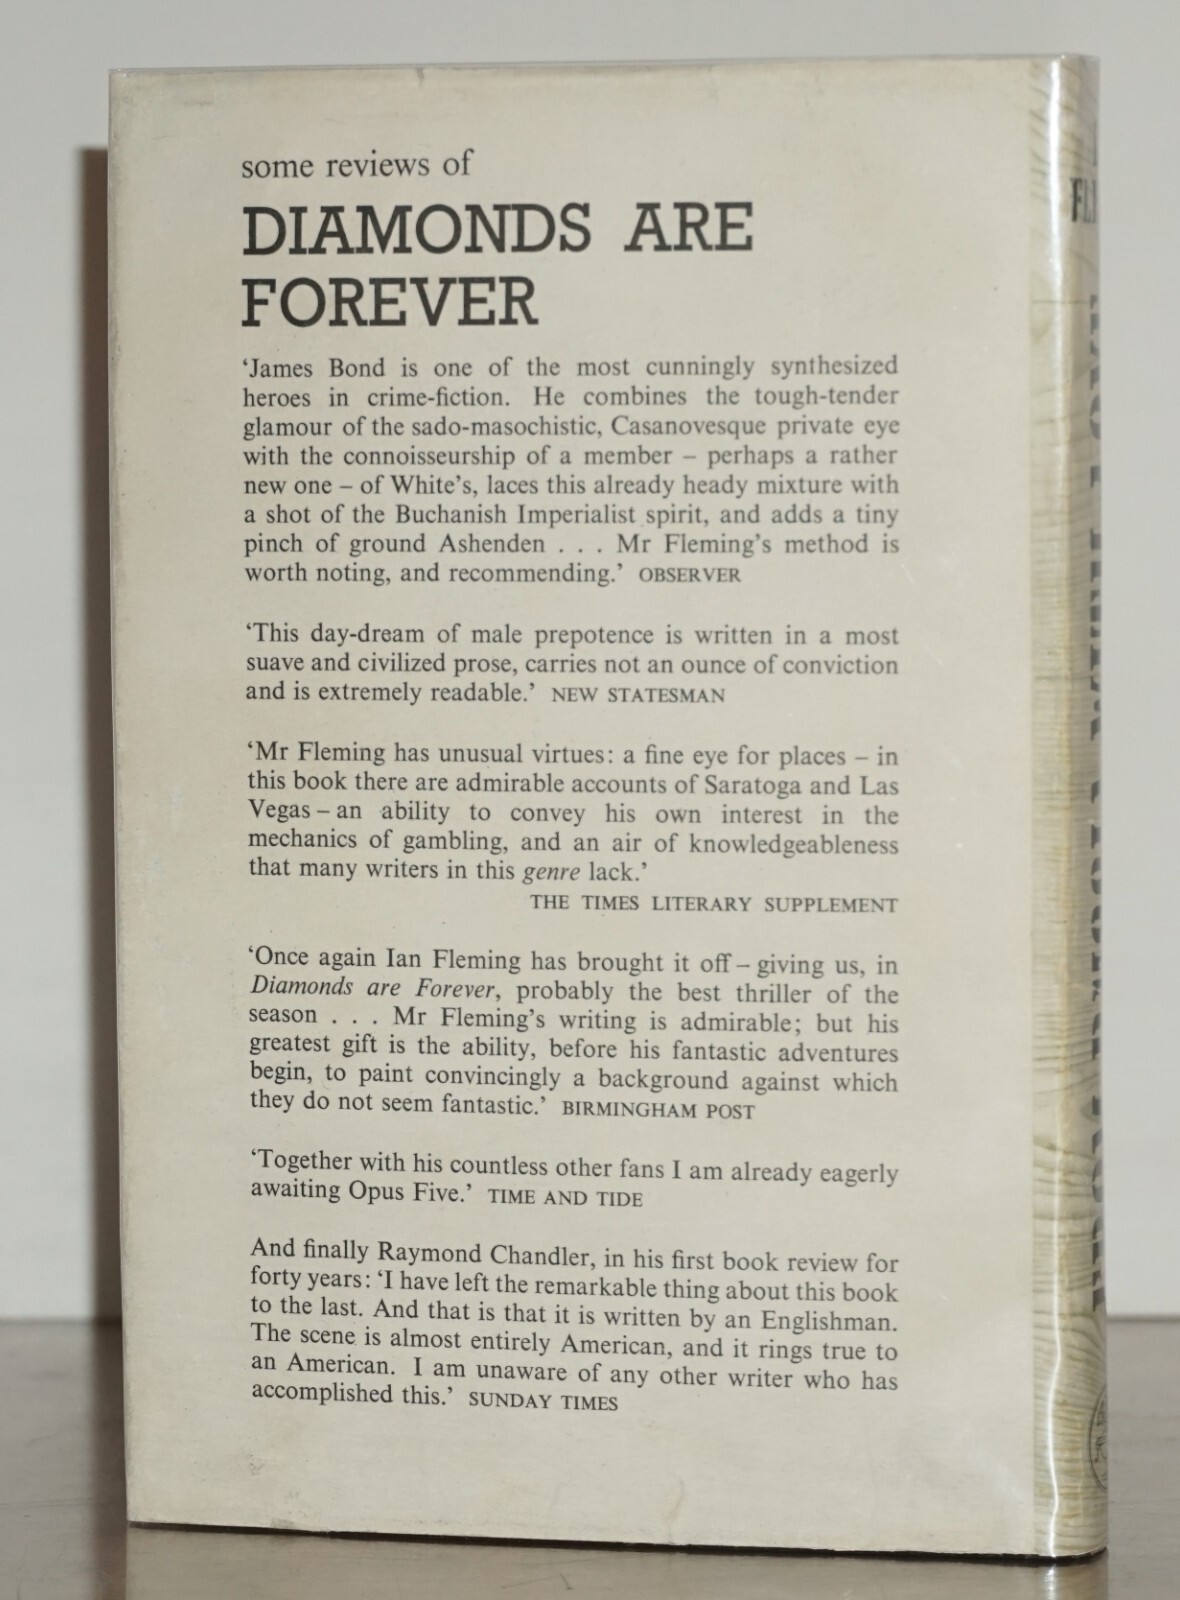 some reviews of
DIAMONDS ARE
FOREVER
‘James Bond is one of the most cunningly synthesized
heroes in crime-fiction. He combines the tough-tender
glamour of the sado-masochistic, Casanovesque private eye
with the connoisseurship of a member – perhaps a rather
new one – of White’s, laces this already heady mixture with
a shot of the Buchanish Imperialist spirit, and adds a tiny
pinch of ground Ashenden . . . Mr Fleming’s method is
worth noting, and recommending.’ OBSERVER
‘This day-dream of male prepotence is written in a most
suave and civilized prose, carries not an ounce of conviction
and is extremely readable.’ NEW STATESMAN
‘Mr Fleming has unusual virtues: a fine eye for places – in
this book there are admirable accounts of Saratoga and Las
Vegas – an ability to convey his own interest in the
mechanics of gambling, and an air of knowledgeableness
that many writers in this genre lack.’
THE TIMES LITERARY SUPPLEMENT
‘Once again Ian Fleming has brought it off – giving us, in
Diamonds are Forever, probably the best thriller of the
season . . . Mr Fleming’s writing is admirable; but his
greatest gift is the ability, before his fantastic adventures
begin, to paint convincingly a background against which
they do not seem fantastic.’ BIRMINGHAM POST
‘Together with his countless other fans I am already eagerly
awaiting Opus Five.’ TIME AND TIDE
And finally Raymond Chandler, in his first book review for
forty years: ‘I have left the remarkable thing about this book
to the last. And that is that it is written by an Englishman.
The scene is almost entirely American, and it rings true to
an American. I am unaware of any other writer who has
accomplished this.’ SUNDAY TIMES